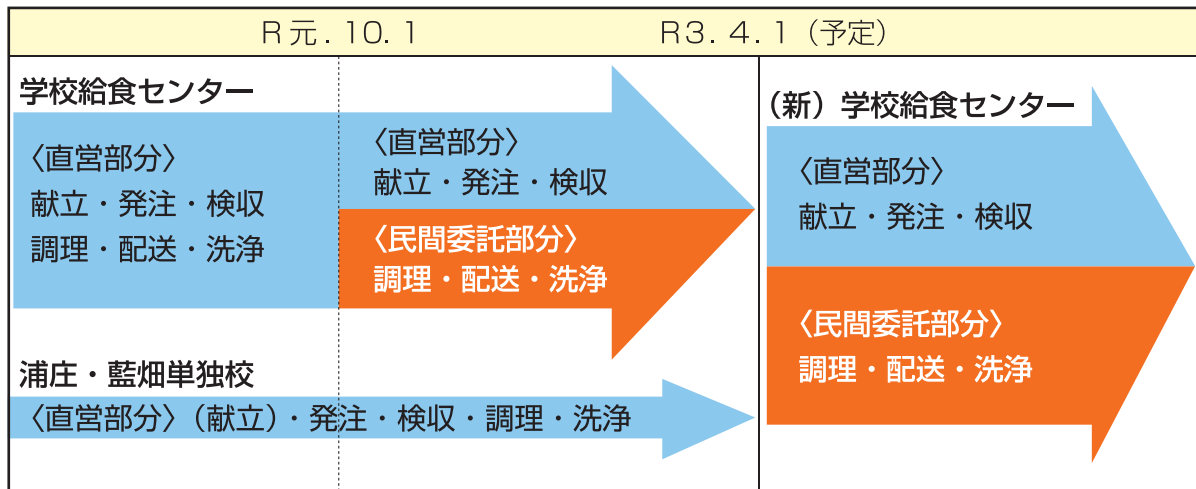 R元.10.1
R3.4.1（予定）
学校給食センター
〈直営部分〉
献立・発注・検収
調理・配送・洗浄
〈直営部分〉
献立・発注・検収
〈民間委託部分〉
調理・配送・洗浄
浦庄・藍畑単独校
〈直営部分〉（献立）・発注・検収・調理・洗浄
（新）学校給食センター
〈直営部分〉
献立・発注・検収
〈民間委託部分〉
調理・配送・洗浄